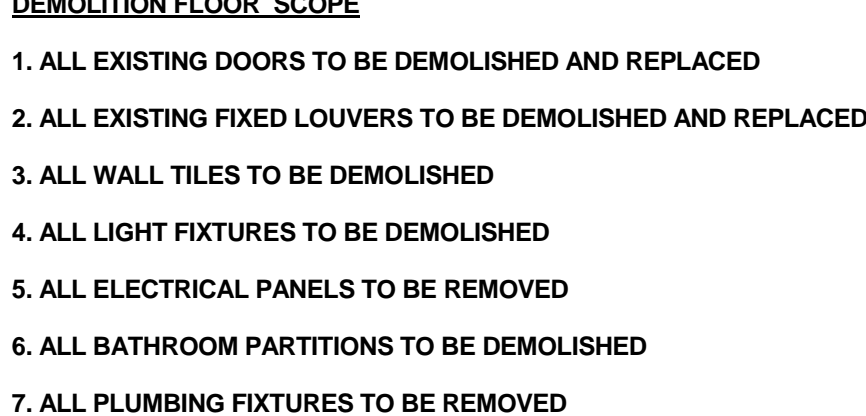 DEMOLITION FLOOR SCOPE
1. ALL EXISTING DOORS TO BE DEMOLISHED AND REPLACED
2. ALL EXISTING FIXED LOUVERS TO BE DEMOLISHED AND REPLACED
3. ALL WALL TILES TO BE DEMOLISHED
4. ALL LIGHT FIXTURES TO BE DEMOLISHED
5. ALL ELECTRICAL PANELS TO BE REMOVED
6. ALL BATHROOM PARTITIONS TO BE DEMOLISHED
7. ALL PLUMBING FIXTURES TO BE REMOVED